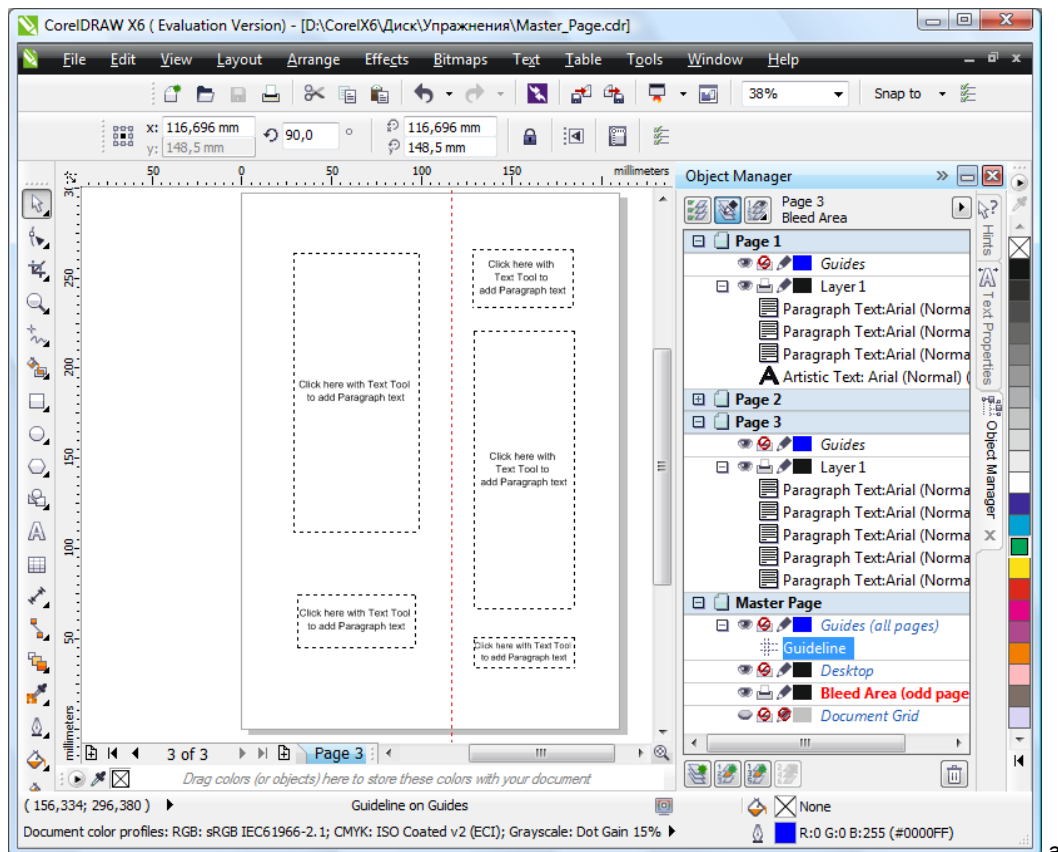 CorelDRAW X6 ( Evaluation Version) - [D:\CorelX6\Диск\Упражнения\Master_Page.cdr]
File Edit View Layout Arrange Effects Bitmaps Text Table Tools Window Help
38% Snap to
x: 116,696 mm 90,0 ° 116,696 mm
y: 148,5 mm 148,5 mm
50 0 50 100 150 millimeters
Object Manager
Page 3
Bleed Area
Page 1
Guides
Layer 1
Paragraph Text:Arial (Norma
Paragraph Text:Arial (Norma
Paragraph Text:Arial (Norma
A Artistic Text: Arial (Normal) (
Page 2
Page 3
Guides
Layer 1
Paragraph Text:Arial (Norma
Paragraph Text:Arial (Norma
Paragraph Text:Arial (Norma
Paragraph Text:Arial (Norma
Paragraph Text:Arial (Norma
Master Page
Guides (all pages)
Guideline
Desktop
Bleed Area (odd page
Document Grid
Hints
Text Properties
Object Manager
250
200
150
100
50
millimeters
Click here with
Text Tool to
add Paragraph text
Click here with Text Tool
to add Paragraph text
Click here with
Text Tool to
add Paragraph text
Click here with Text Tool
to add Paragraph text
Click here with Text Tool
to add Paragraph text
3 of 3 Page 3
Drag colors (or objects) here to store these colors with your document
( 156,334; 296,380 ) Guideline on Guides None
Document color profiles: RGB: sRGB IEC61966-2.1; CMYK: ISO Coated v2 (ECI); Grayscale: Dot Gain 15% R:0 G:0 B:255 (#0000FF)